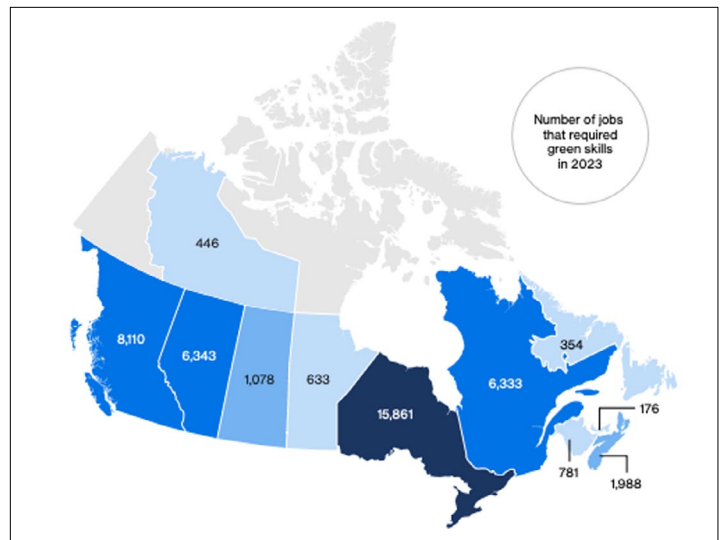 Number of jobs
that required
green skills
in 2023
446
8,110
6,343
1,078
633
15,861
6,333
354
176
781
1,988